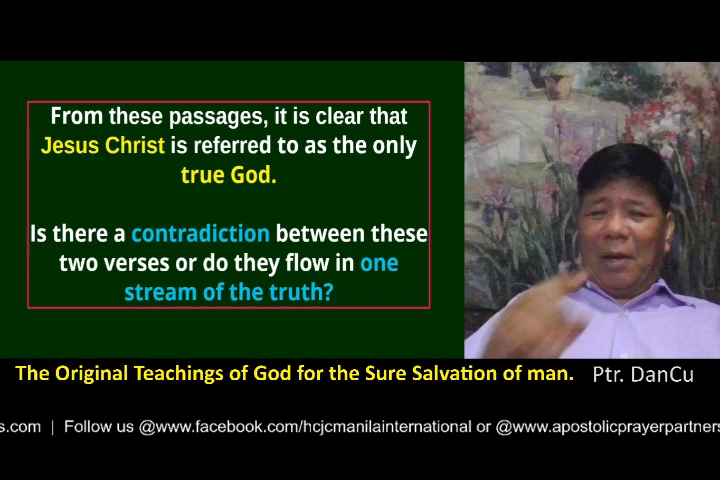 From these passages, it is clear that
Jesus Christ is referred to as the only
true God.
Is there a contradiction between these
two verses or do they flow in one
stream of the truth?
The Original Teachings of God for the Sure Salvation of man. Ptr. DanCu
s.com | Follow us @www.facebook.com/hcjcmanilainternational or @www.apostolicprayerpartners